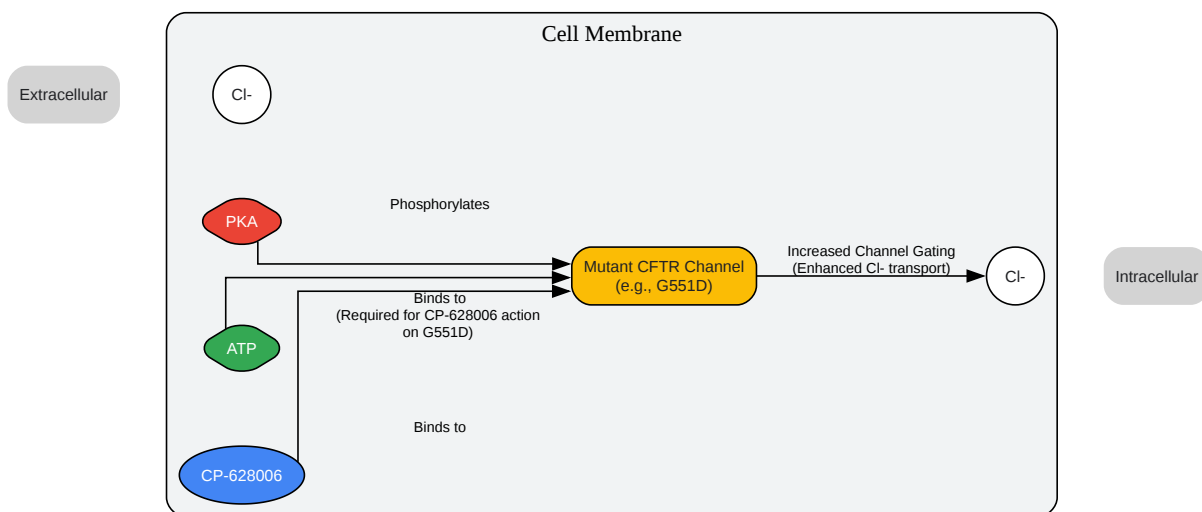 Cell Membrane
Extracellular
Cl-
Phosphorylates
PKA
Increased Channel Gating
(Enhanced Cl- transport)
Mutant CFTR Channel
(e.g., G551D)
Cl-
Intracellular
Binds to
(Required for CP-628006 action
on G551D)
ATP
Binds to
CP-628006